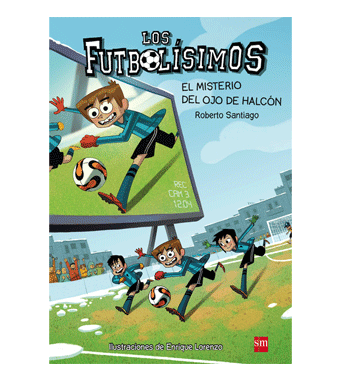 LOS
FUTBOLÍSIMOS
EL MISTERIO
DEL OJO DE HALCÓN
Roberto Santiago
REC
CAM 3
12:04
Ilustraciones de Enrique Lorenzo
sm